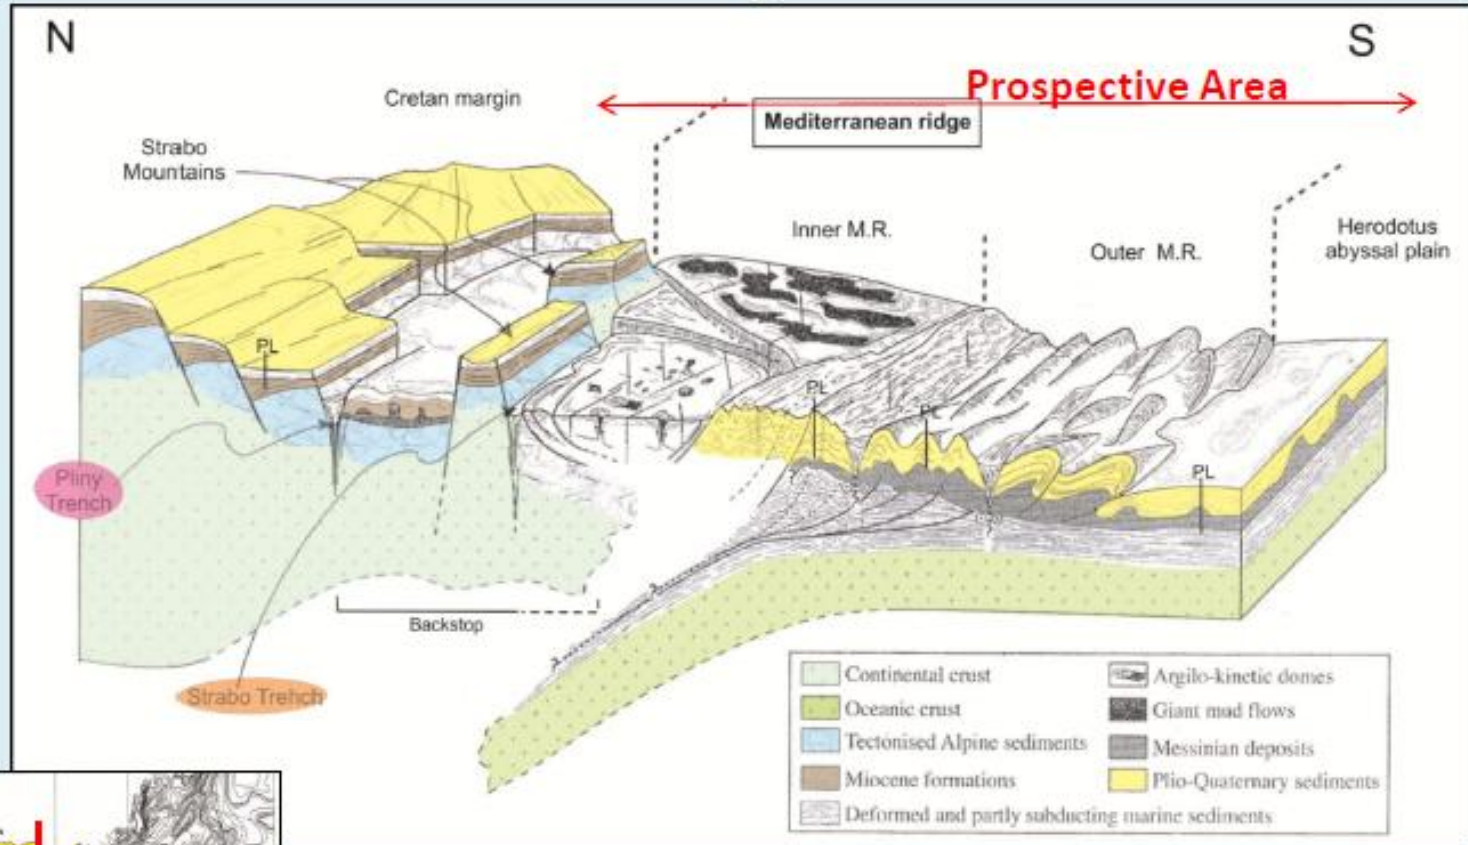 N
S
Prospective Area
Cretan margin
Mediterranean ridge
Strabo
Mountains
Inner M.R.
Outer M.R.
Herodotus
abyssal plain
PL
PL
PL
PL
Pliny
Trench
Backstop
Strabo Trehch
Continental crust
Oceanic crust
Tectonised Alpine sediments
Miocene formations
Deformed and partly subducting marine sediments
Argilo-kinetic domes
Giant mud flows
Messinian deposits
Plio-Quaternary sediments